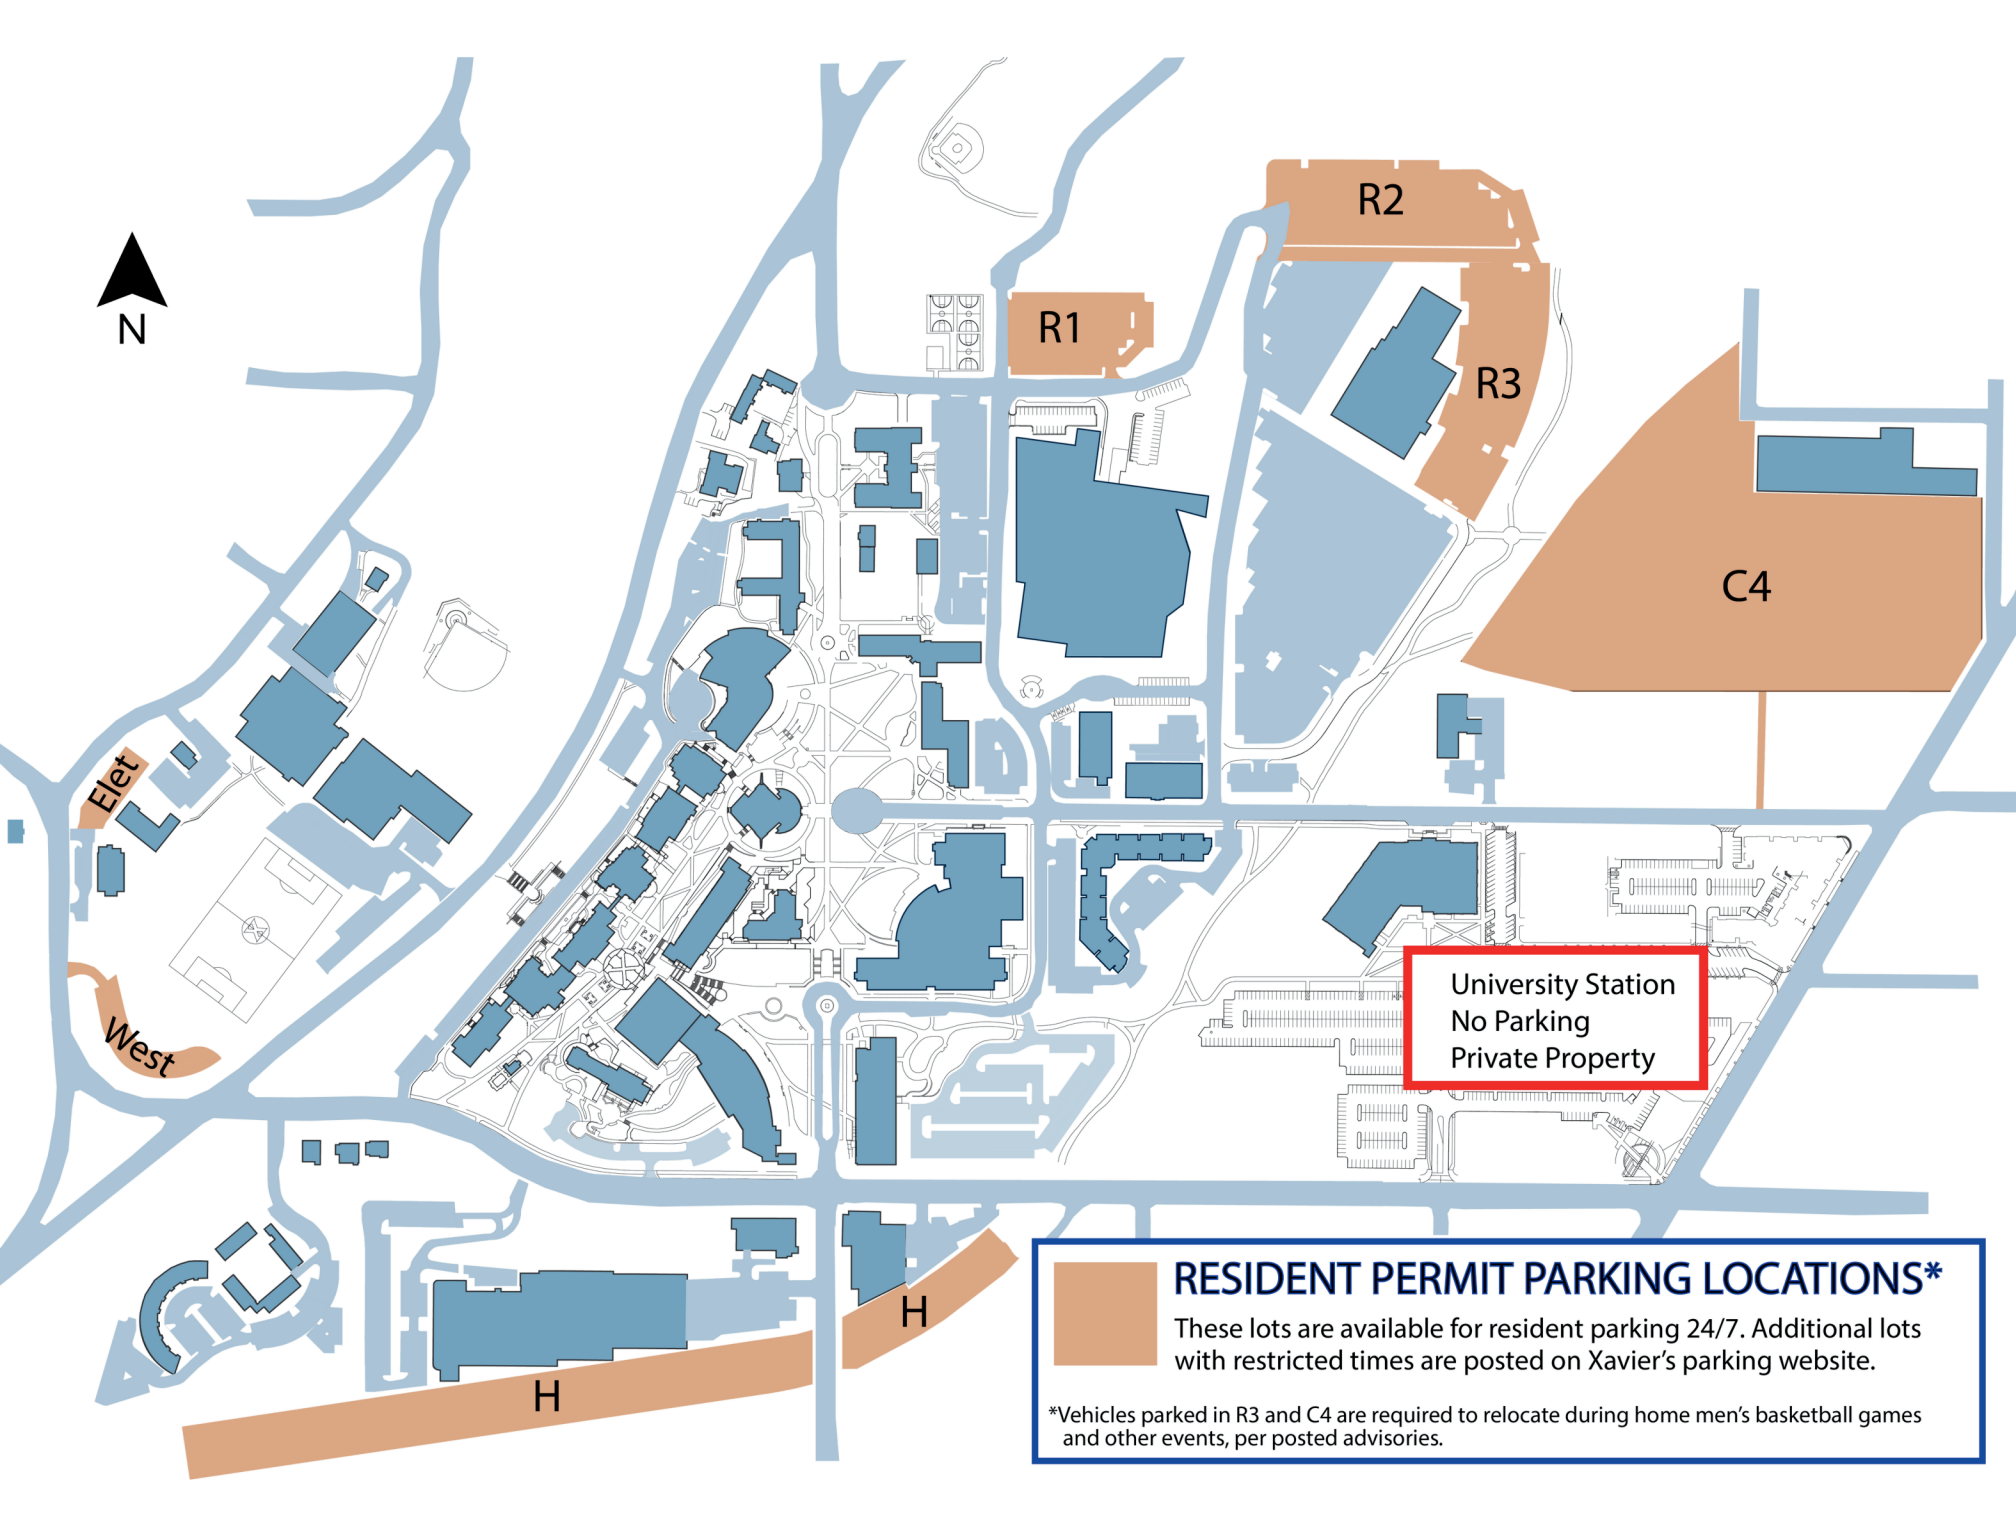 R2
R1
R3
N
C4
Elet
University Station
No Parking
Private Property
West
RESIDENT PERMIT PARKING LOCATIONS*
These lots are available for resident parking 24/7. Additional lots
with restricted times are posted on Xavier’s parking website.
H
H
*Vehicles parked in R3 and C4 are required to relocate during home men’s basketball games
and other events, per posted advisories.